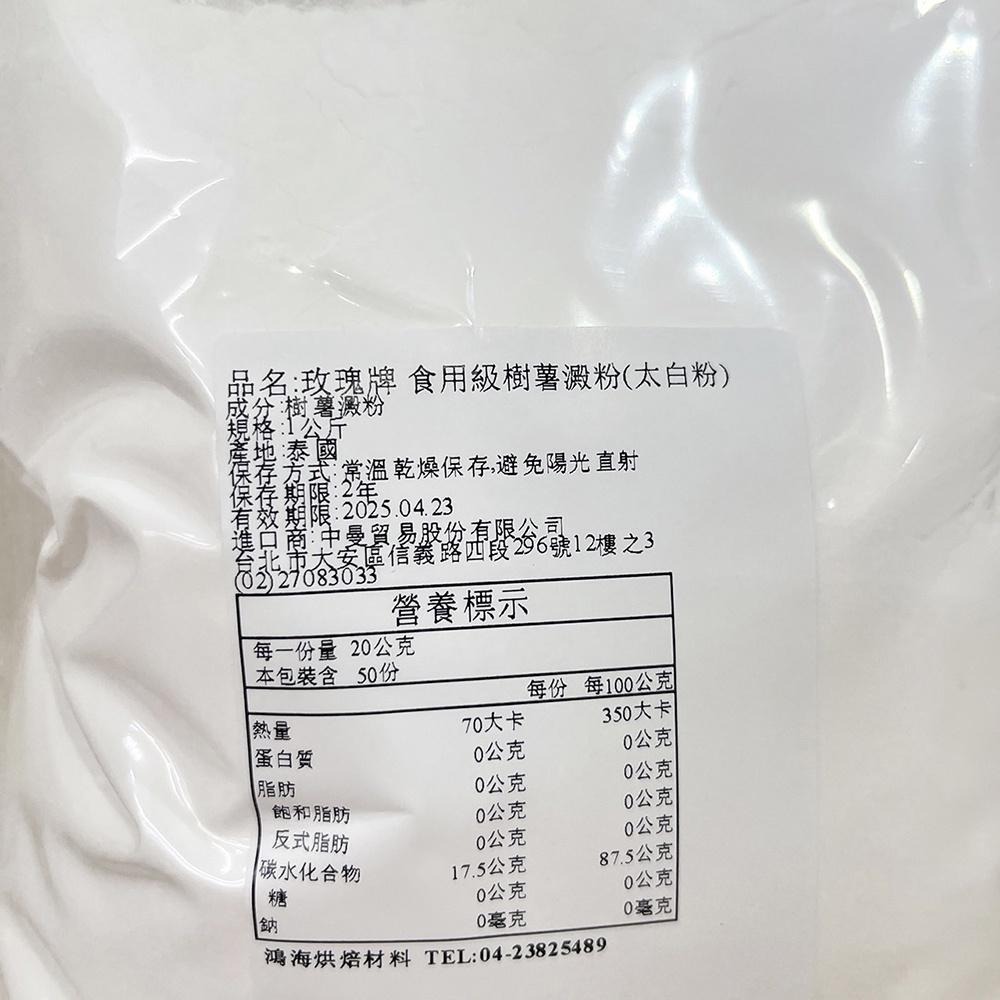 品名:玫瑰牌 食用級樹薯澱粉(太白粉)
成分:樹薯澱粉
規格:1公斤
產地:泰國
保存方式:常溫乾燥保存,避免陽光直射
保存期限:2年
有效期限:2025.04.23
進口商:中曼貿易股份有限公司
台北市大安區信義路四段296號12樓之3
(02)27083033
營養標示
每一份量 20公克
本包裝含 50份
每份 每100公克
熱量 70大卡 350大卡
蛋白質 0公克 0公克
脂肪 0公克 0公克
飽和脂肪 0公克 0公克
反式脂肪 0公克 0公克
碳水化合物 17.5公克 87.5公克
糖 0公克 0公克
鈉 0毫克 0毫克
鴻海烘焙材料 TEL:04-23825489